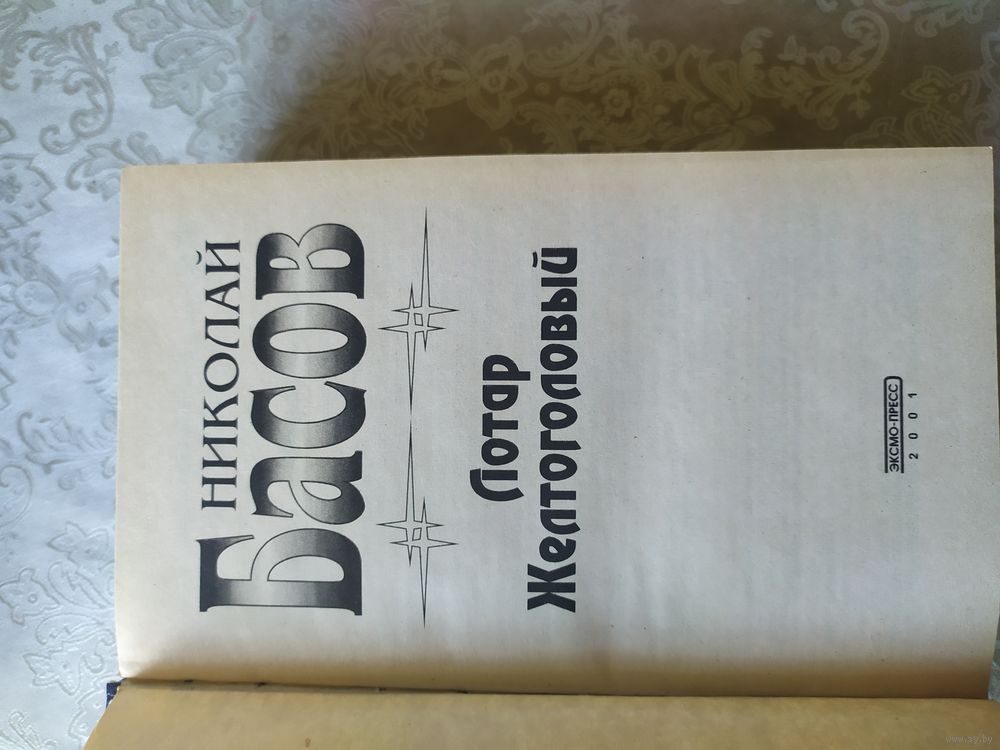 НИКОЛАЙ
Басов
Лотар
Желтоголовый
ЭКСМО-ПРЕСС
2001
www.ay.by